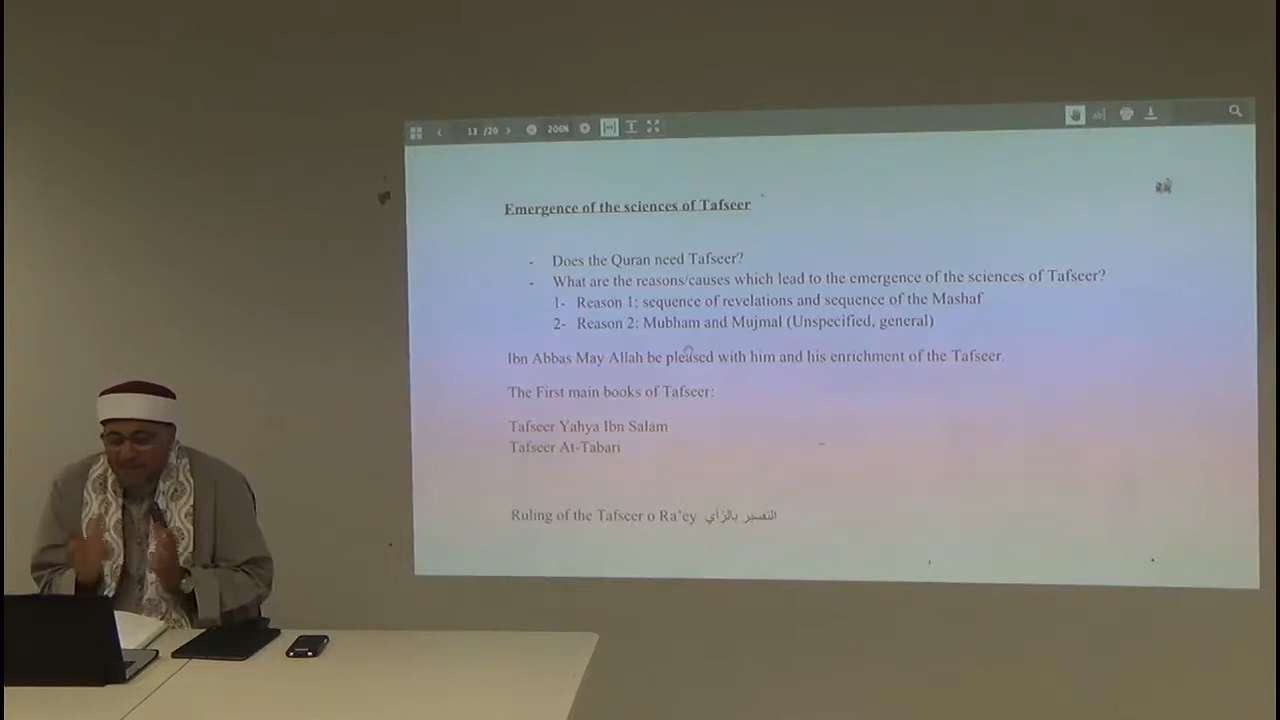 13 /20
206%
Emergence of the sciences of Tafseer
- Does the Quran need Tafseer?
- What are the reasons/causes which lead to the emergence of the sciences of Tafseer?
1- Reason 1: sequence of revelations and sequence of the Mashaf
2- Reason 2: Mubham and Mujmal (Unspecified, general)
Ibn Abbas May Allah be pleased with him and his enrichment of the Tafseer.
The First main books of Tafseer:
Tafseer Yahya Ibn Salam
Tafseer At-Tabari
Ruling of the Tafseer o Ra'ey التفسير بالرأي